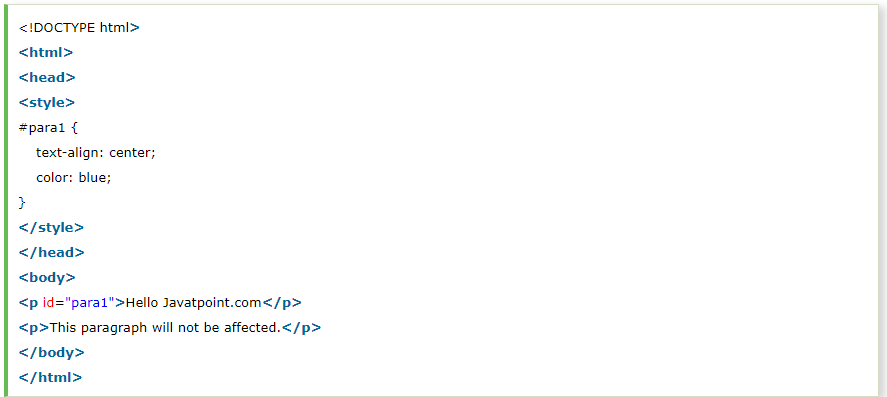 <!DOCTYPE html>
<html>
<head>
<style>
#para1 {
    text-align: center;
    color: blue;
}
</style>
</head>
<body>
<p id="para1">Hello Javatpoint.com</p>
<p>This paragraph will not be affected.</p>
</body>
</html>